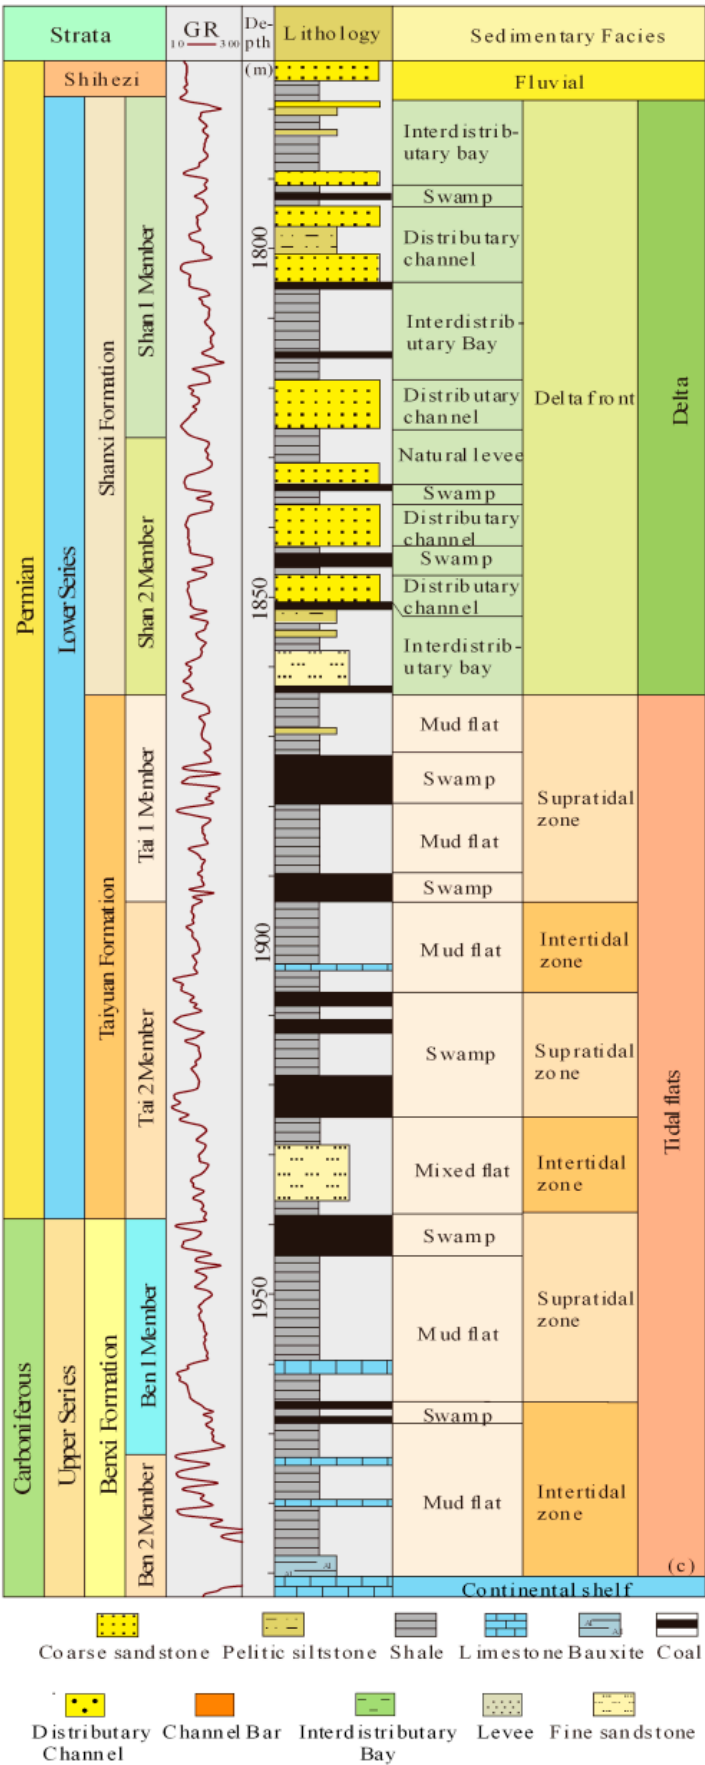 Strata
GR
10 300
De-
pth
(m)
Lithology
Sedimentary Facies
Shihezi
Fluvial
Permian
Carboniferous
Lower Series
Upper Series
Shanxi Formation
Taiyuan Formation
Benxi Formation
Shan 1 Member
Shan 2 Member
Tai 1 Member
Tai 2 Member
Ben 1 Member
Ben 2 Member
1800
1850
1900
1950
Interdistrib-
utary bay
Swamp
Distributary
channel
Interdistrib-
utary Bay
Distributary
channel
Natural levee
Swamp
Distributary
channel
Swamp
Distributary
channel
Interdistrib-
utary bay
Mud flat
Swamp
Mud flat
Swamp
Mud flat
Swamp
Mixed flat
Swamp
Mud flat
Swamp
Mud flat
Delta front
Supratidal
zone
Intertidal
zone
Supratidal
zone
Intertidal
zone
Supratidal
zone
Intertidal
zone
Delta
Tidal flats
(c)
Al
Al
Continental shelf
Al
Al
Coarse sandstone Pelitic siltstone Shale Limestone Bauxite Coal
Distributary
Channel
Channel Bar
Interdistributary
Bay
Levee
Fine sandstone